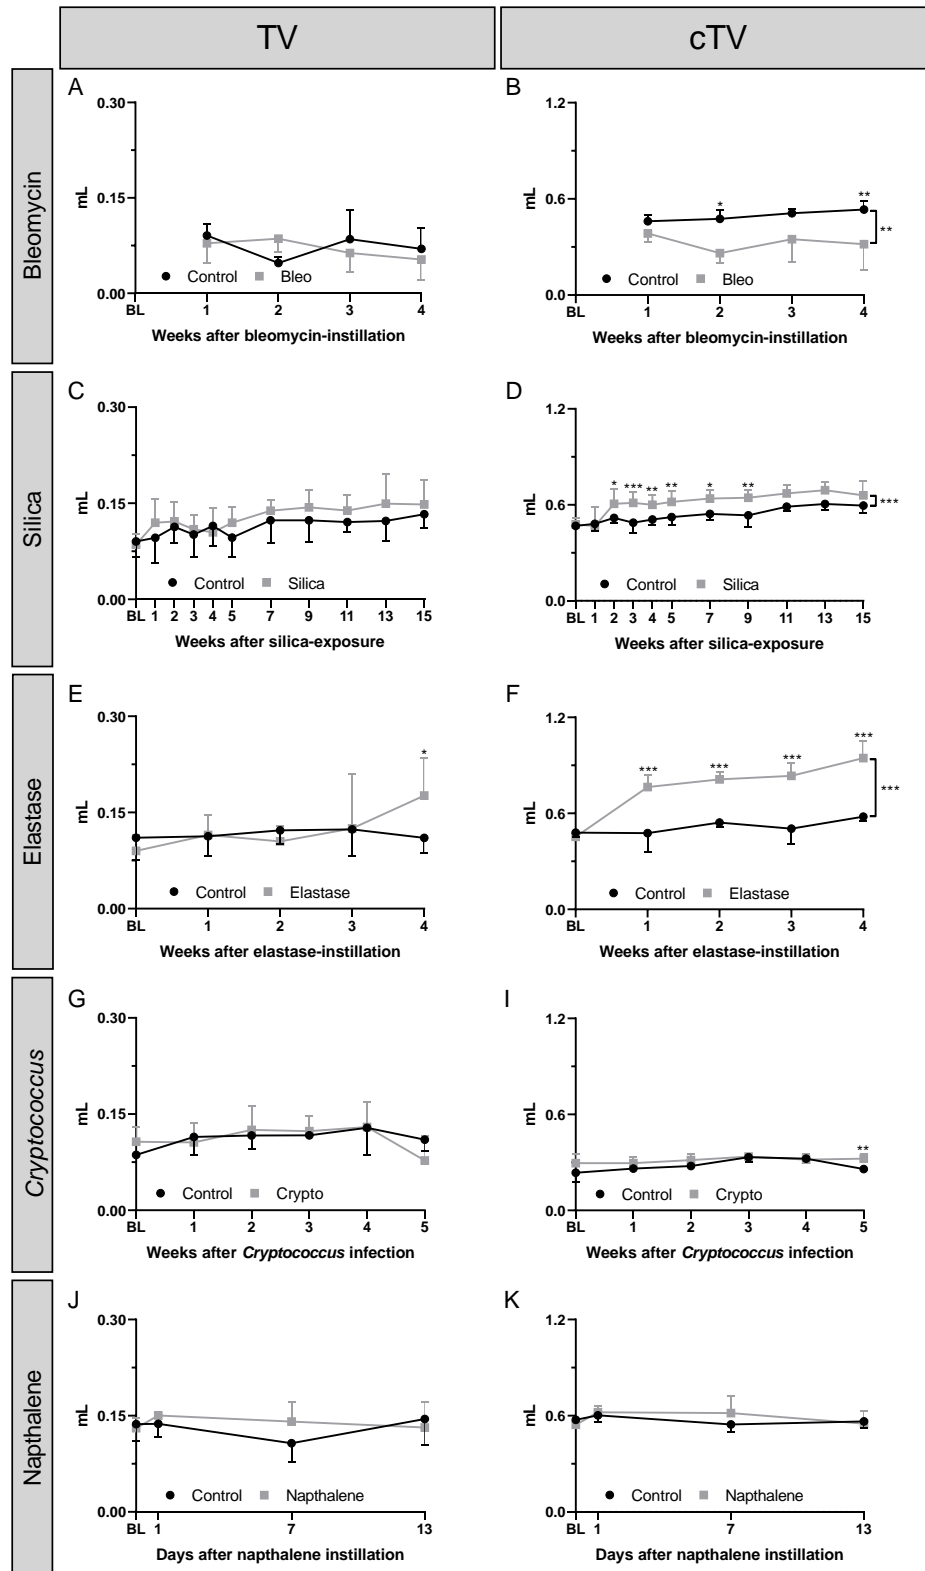 TV
cTV
Bleomycin
A
0.30
0.15
0.00
mL
Control
Bleo
BL
1
2
3
4
Weeks after bleomycin-instillation
B
1.2
0.6
0.0
mL
*
**
**
Control
Bleo
BL
1
2
3
4
Weeks after bleomycin-instillation
Silica
C
0.30
0.15
0.00
mL
Control
Silica
BL
1
2
3
4
5
7
9
11
13
15
Weeks after silica-exposure
D
1.2
0.6
0.0
mL
*
***
**
**
*
**
***
Control
Silica
BL
1
2
3
4
5
7
9
11
13
15
Weeks after silica-exposure
Elastase
E
0.30
0.15
0.00
mL
*
Control
Elastase
BL
1
2
3
4
Weeks after elastase-instillation
F
1.2
0.6
0.0
mL
***
***
***
***
***
Control
Elastase
BL
1
2
3
4
Weeks after elastase-instillation
Cryptococcus
G
0.30
0.15
0.00
mL
Control
Crypto
BL
1
2
3
4
5
Weeks after Cryptococcus infection
I
1.2
0.6
0.0
mL
**
Control
Crypto
BL
1
2
3
4
5
Weeks after Cryptococcus infection
Napthalene
J
0.30
0.15
0.00
mL
Control
Napthalene
BL
1
7
13
Days after napthalene instillation
K
1.2
0.6
0.0
mL
Control
Napthalene
BL
1
7
13
Days after napthalene instillation